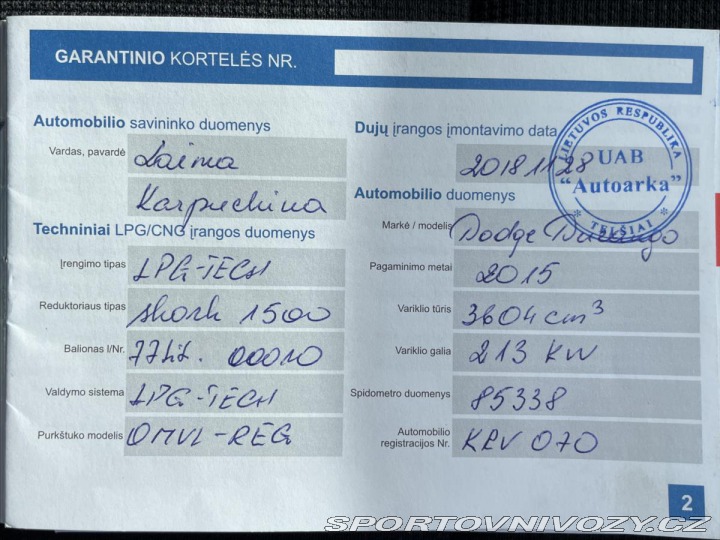 GARANTINIO KORTELĖS NR.
Automobilio savininko duomenys
Vardas, pavardė Laima
Karpuchina
Techniniai LPG/CNG įrangos duomenys
Įrengimo tipas LPG-TECH
Reduktoriaus tipas shark 1500
Balionas l/Nr. 77 lit. 00010
Valdymo sistema LPG-TECH
Purkštuko modelis OMVL-REG
Dujų įrangos įmontavimo data
2018 11 28
LIETUVOS RESPUBLIKA
UAB
"Autoarka"
* TELŠIAI *
Automobilio duomenys
Markė / modelis Dodge Durango
Pagaminimo metai 2015
Variklio tūris 3604 cm³
Variklio galia 213 KW
Spidometro duomenys 85338
Automobilio
registracijos Nr. KRV 070
2
SPORTOVNIVOZY.CZ